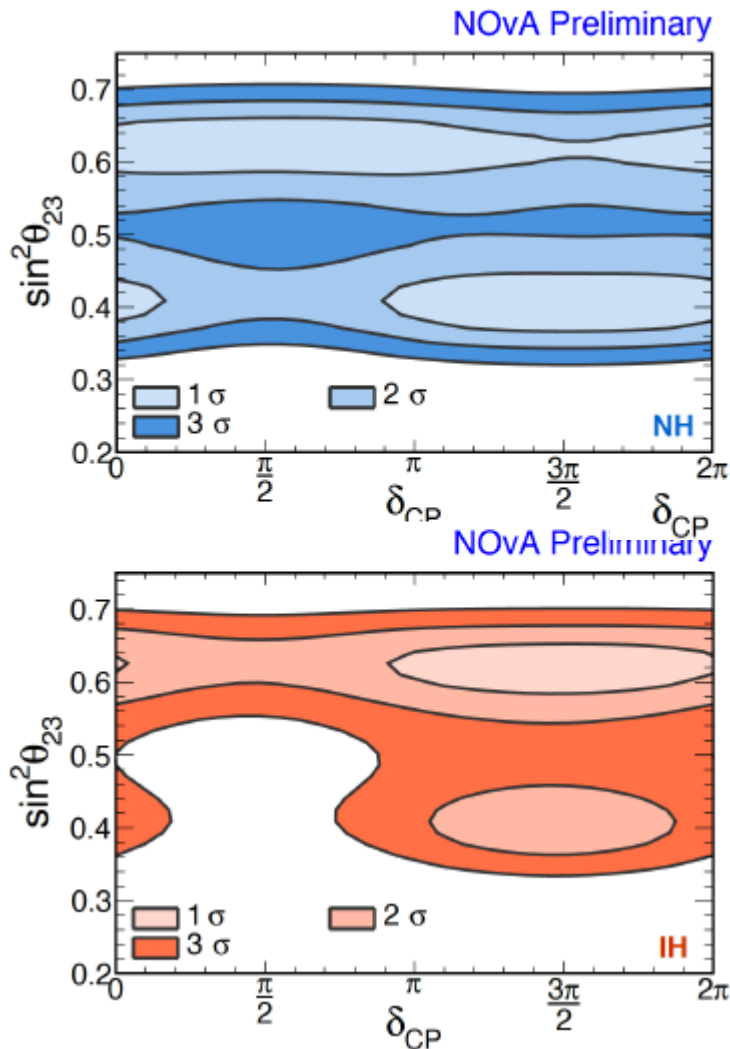 NOvA Preliminary
0.7
0.6
0.5
0.4
0.3
0.2
sin²θ₂₃
1 σ
2 σ
3 σ
NH
0
π/2
π
3π/2
2π
δCP
δCP
NOvA Preliminary
0.7
0.6
0.5
0.4
0.3
0.2
sin²θ₂₃
1 σ
2 σ
3 σ
IH
0
π/2
π
3π/2
2π
δCP